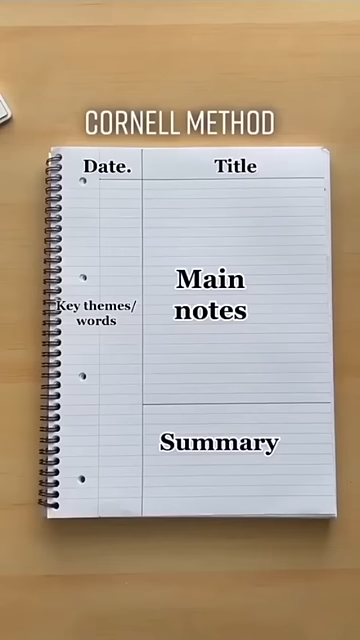 CORNELL METHOD
Date.
Title
Main
notes
Key themes/
words
Summary